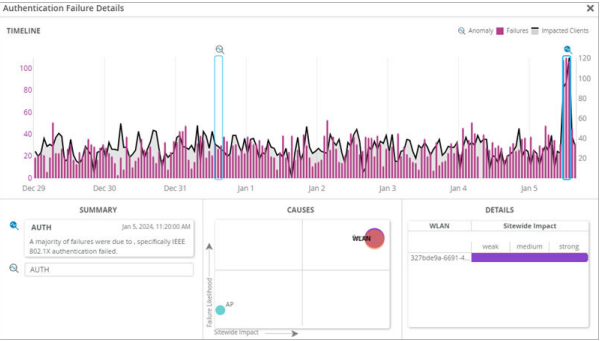 Authentication Failure Details
TIMELINE
Anomaly Failures Impacted Clients
100
80
60
40
20
0
120
100
80
60
40
20
Dec 29 Dec 30 Dec 31 Jan 1 Jan 2 Jan 3 Jan 4 Jan 5
SUMMARY
AUTH Jan 5, 2024, 11:20:00 AM
A majority of failures were due to , specifically IEEE
802.1X authentication failed.
AUTH
CAUSES
Failure Likelihood
WLAN
AP
Sitewide Impact
DETAILS
WLAN Sitewide Impact
weak medium strong
327bde9a-6691-4...